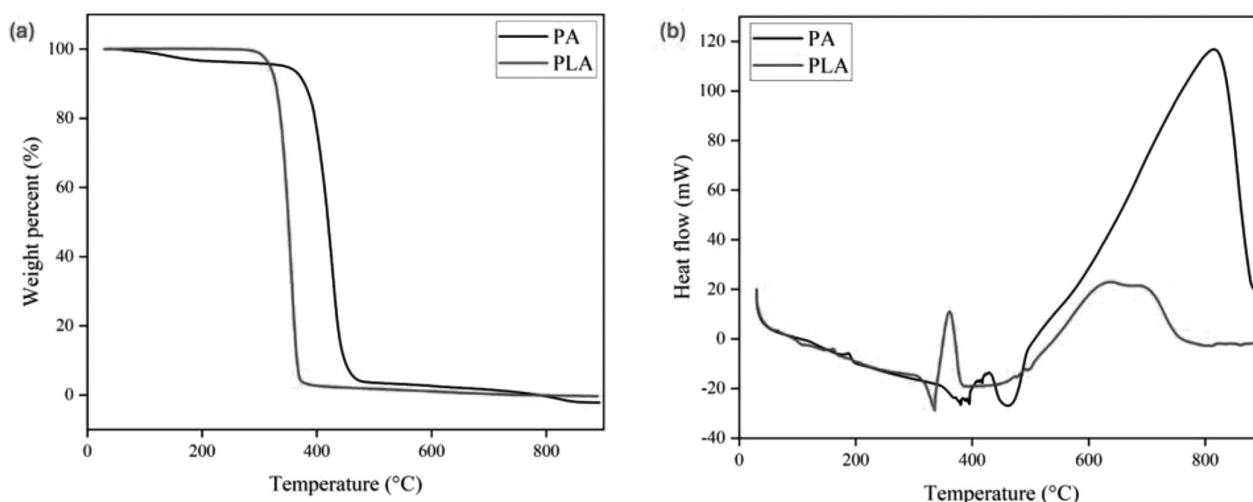 (a)
PA
PLA
100
80
60
40
20
0
Weight percent (%)
0 200 400 600 800
Temperature (°C)
(b)
PA
PLA
120
100
80
60
40
20
0
-20
-40
Heat flow (mW)
0 200 400 600 800
Temperature (°C)